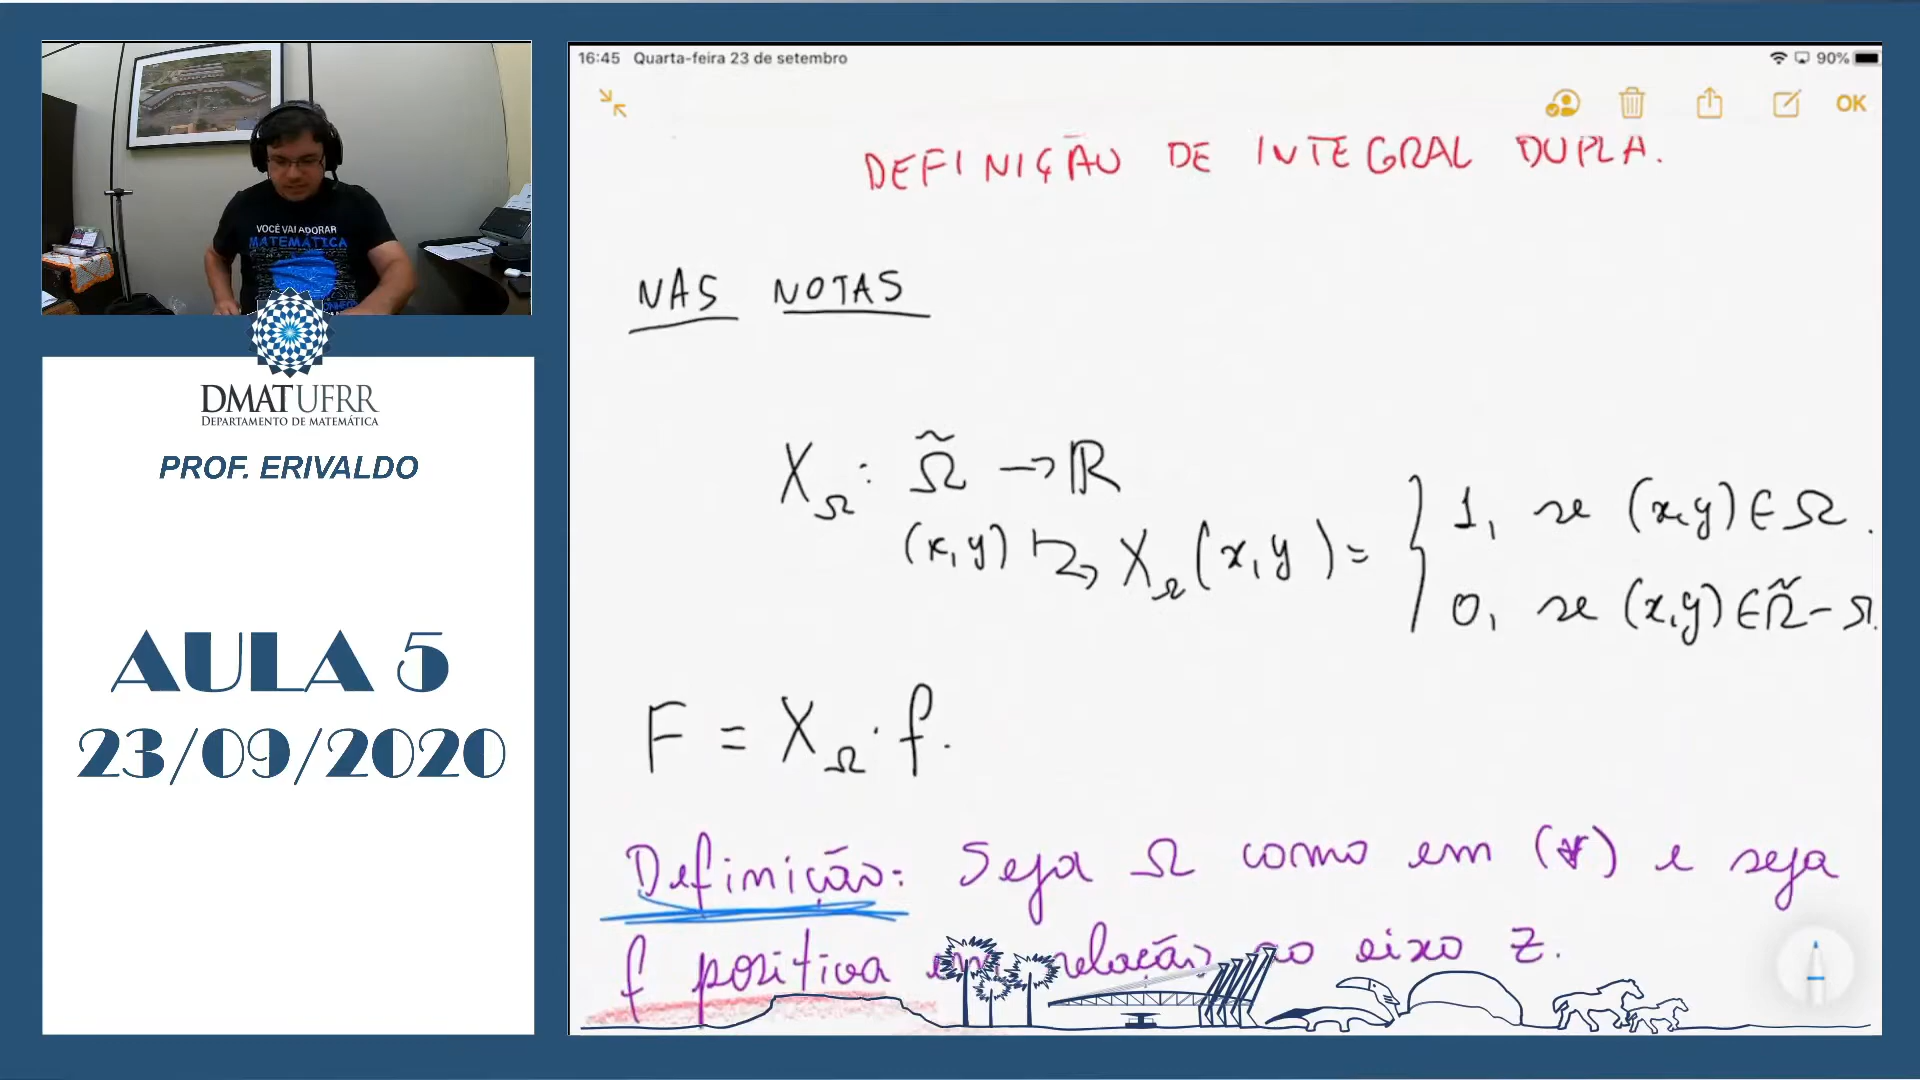 16:45 Quarta-feira 23 de setembro
90%
OK
DEFINIÇÃO DE INTEGRAL DUPLA.
NAS NOTAS
VOCÊ VAI ADORAR
MATEMÁTICA
DMATUFRR
DEPARTAMENTO DE MATEMÁTICA
PROF. ERIVALDO
AULA 5
23/09/2020
X_Ω : Ω̃ → ℝ
(x,y) ↦ X_Ω(x,y) = { 1, se (x,y) ∈ Ω.
0, se (x,y) ∈ Ω̃ - Ω.
F = X_Ω · f.
Definição: Seja Ω como em (*) e seja
f positiva em relação ao eixo z.